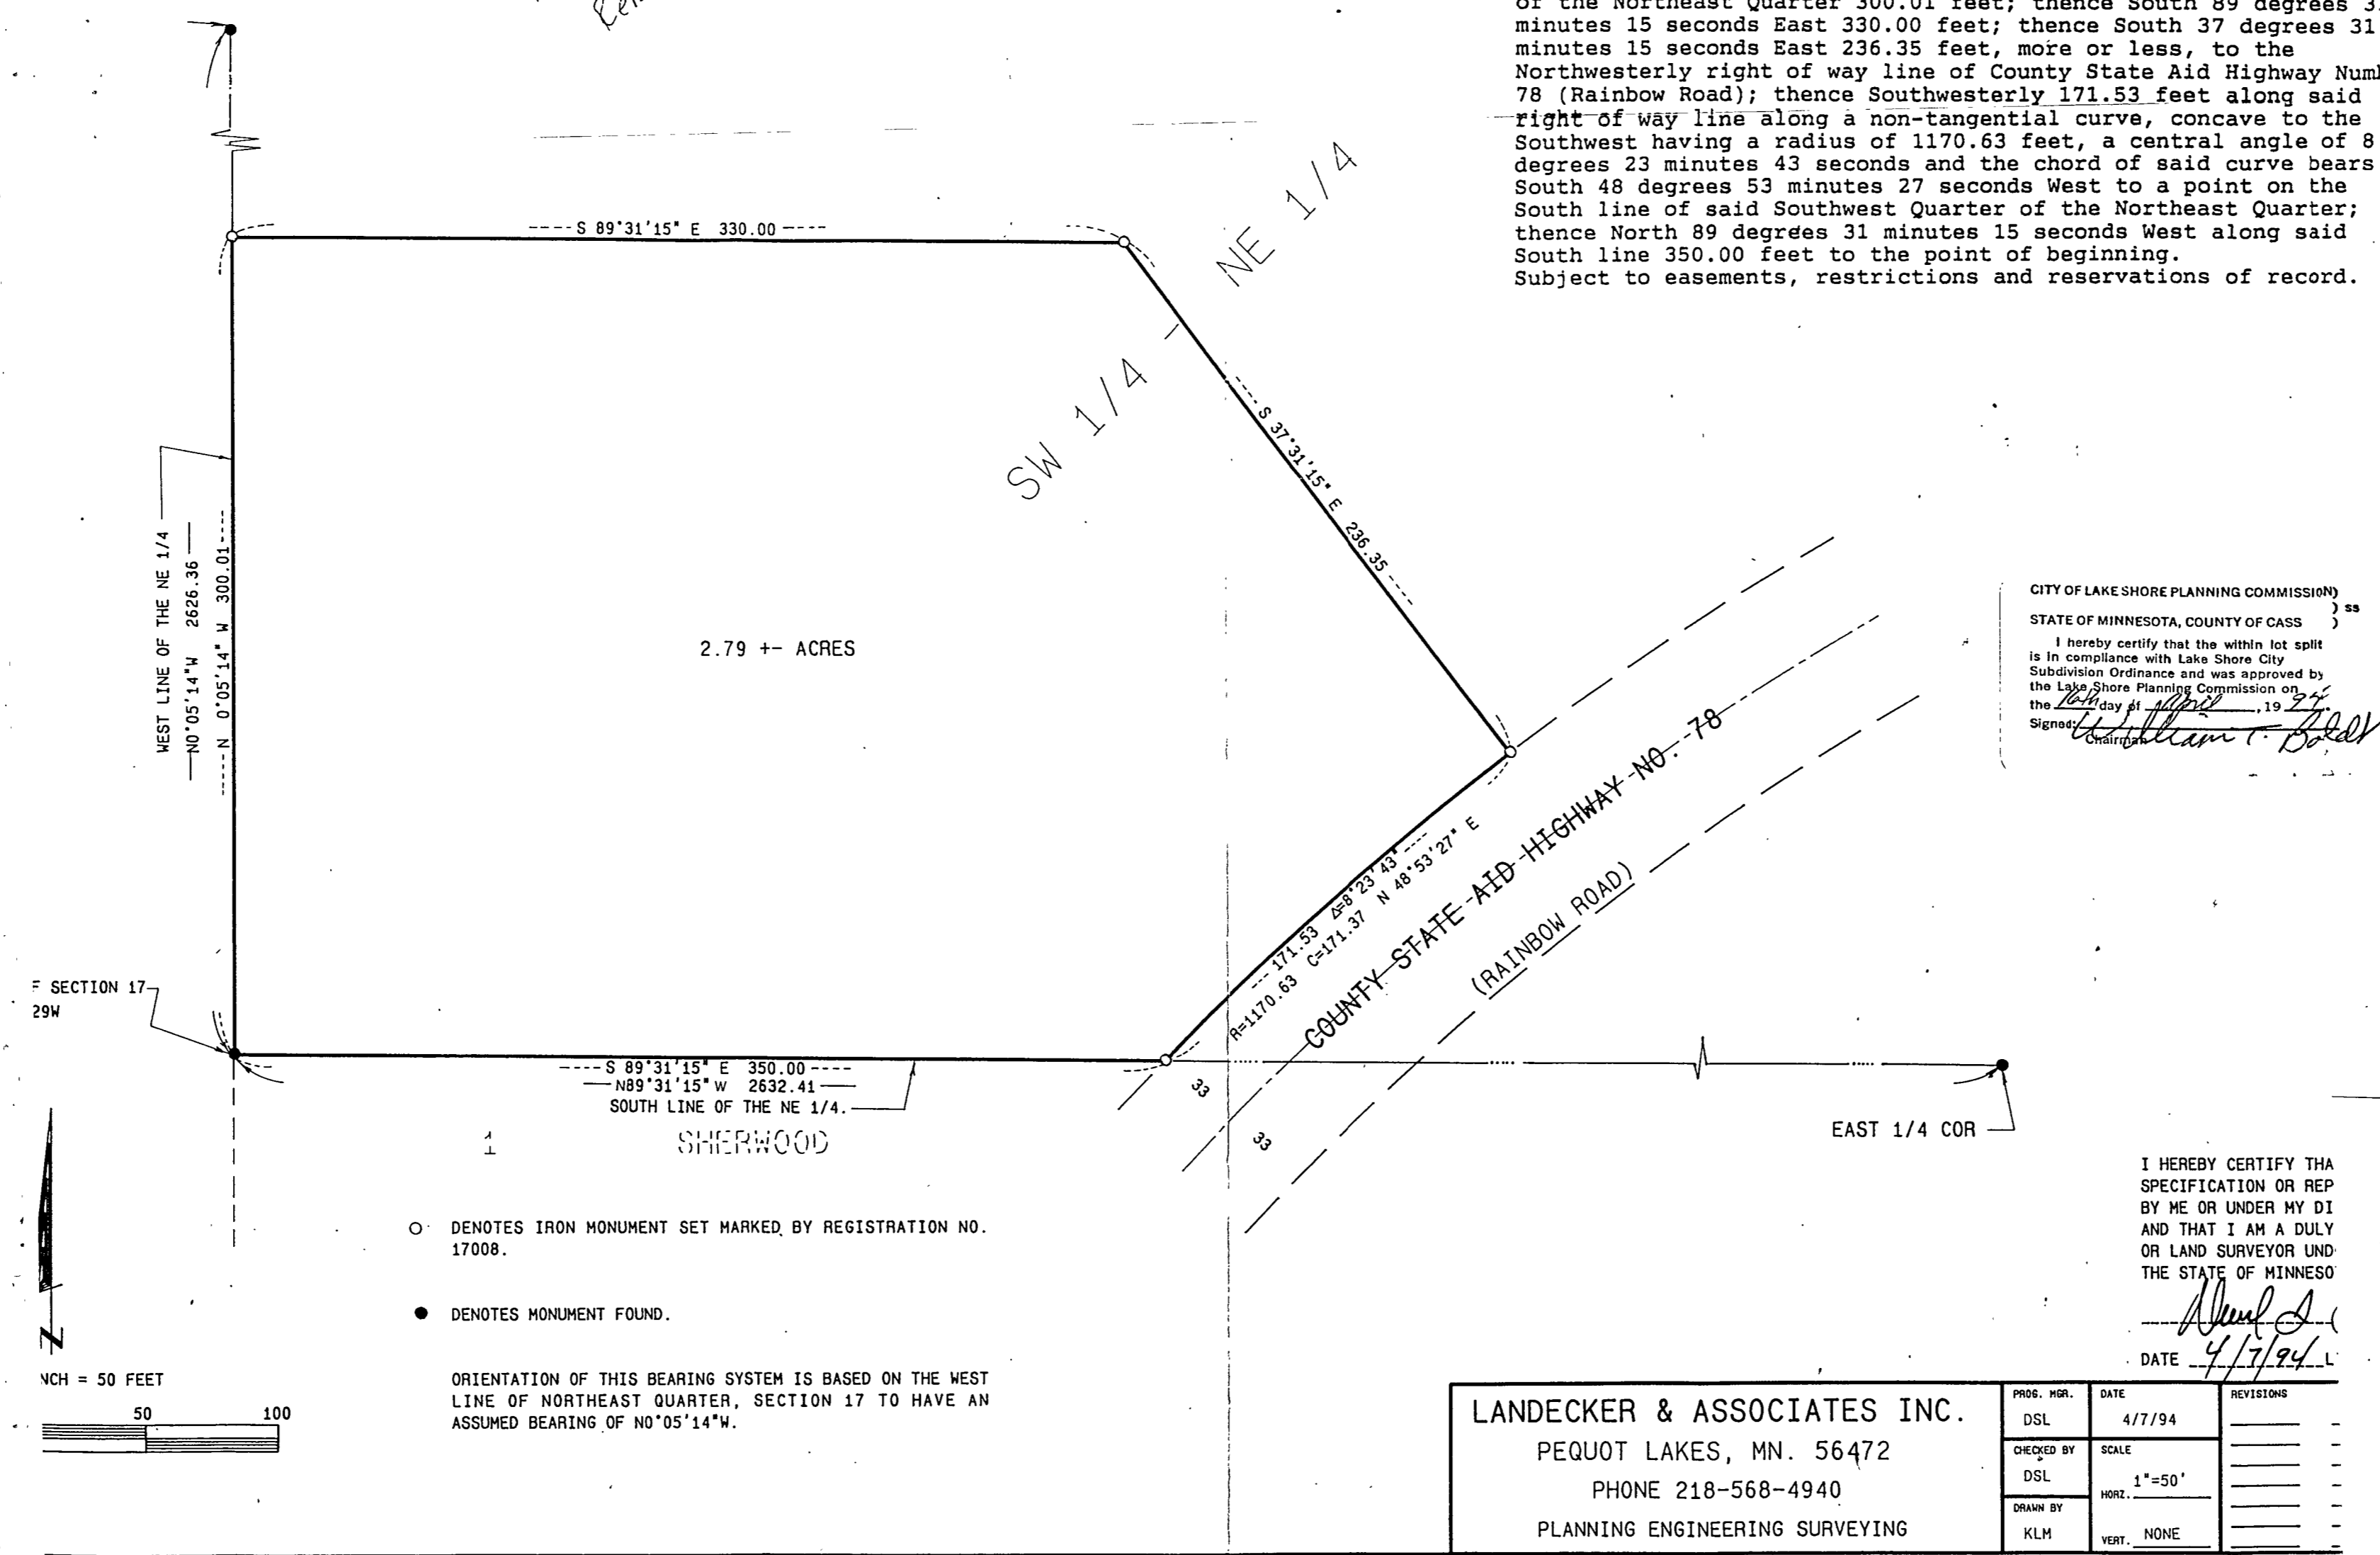 of the Northeast Quarter 300.01 feet; thence South 89 degrees
minutes 15 seconds East 330.00 feet; thence South 37 degrees 31
minutes 15 seconds East 236.35 feet, more or less, to the
Northwesterly right of way line of County State Aid Highway
78 (Rainbow Road); thence Southwesterly 171.53 feet along said
right of way line along a non-tangential curve, concave to the
Southwest having a radius of 1170.63 feet, a central angle of 8
degrees 23 minutes 43 seconds and the chord of said curve bears
South 48 degrees 53 minutes 27 seconds West to a point on the
South line of said Southwest Quarter of the Northeast Quarter;
thence North 89 degrees 31 minutes 15 seconds West along said
South line 350.00 feet to the point of beginning.
Subject to easements, restrictions and reservations of record.
S 89°31'15" E 330.00
SW 1/4 - NE 1/4
S 37°31'15" E 236.35
WEST LINE OF THE NE 1/4
N0°05'14"W 2626.36
N 0°05'14" W 300.01
2.79 +- ACRES
CITY OF LAKE SHORE PLANNING COMMISSION)
) ss
STATE OF MINNESOTA, COUNTY OF CASS )
I hereby certify that the within lot split
is in compliance with Lake Shore City
Subdivision Ordinance and was approved by
the Lake Shore Planning Commission on
the day of April, 19 94.
Signed: William T. Boldt
Chairman
171.53 Δ=8°23'43"
R=1170.63 C=171.37 N 48°53'27" E
COUNTY STATE AID HIGHWAY NO. 78
(RAINBOW ROAD)
SECTION 17
29W
S 89°31'15" E 350.00
N89°31'15"W 2632.41
SOUTH LINE OF THE NE 1/4.
33
33
EAST 1/4 COR
1 SHERWOOD
I HEREBY CERTIFY THA
SPECIFICATION OR REP
BY ME OR UNDER MY DI
AND THAT I AM A DULY
OR LAND SURVEYOR UND
THE STATE OF MINNESO
DATE 4/7/94 L
○ DENOTES IRON MONUMENT SET MARKED BY REGISTRATION NO.
17008.
● DENOTES MONUMENT FOUND.
ORIENTATION OF THIS BEARING SYSTEM IS BASED ON THE WEST
LINE OF NORTHEAST QUARTER, SECTION 17 TO HAVE AN
ASSUMED BEARING OF N0°05'14"W.
N
NCH = 50 FEET
50 100
LANDECKER & ASSOCIATES INC.
PEQUOT LAKES, MN. 56472
PHONE 218-568-4940
PLANNING ENGINEERING SURVEYING
PROG. MGR.
DSL
CHECKED BY
DSL
DRAWN BY
KLM
DATE
4/7/94
SCALE
HORZ. 1"=50'
VERT. NONE
REVISIONS